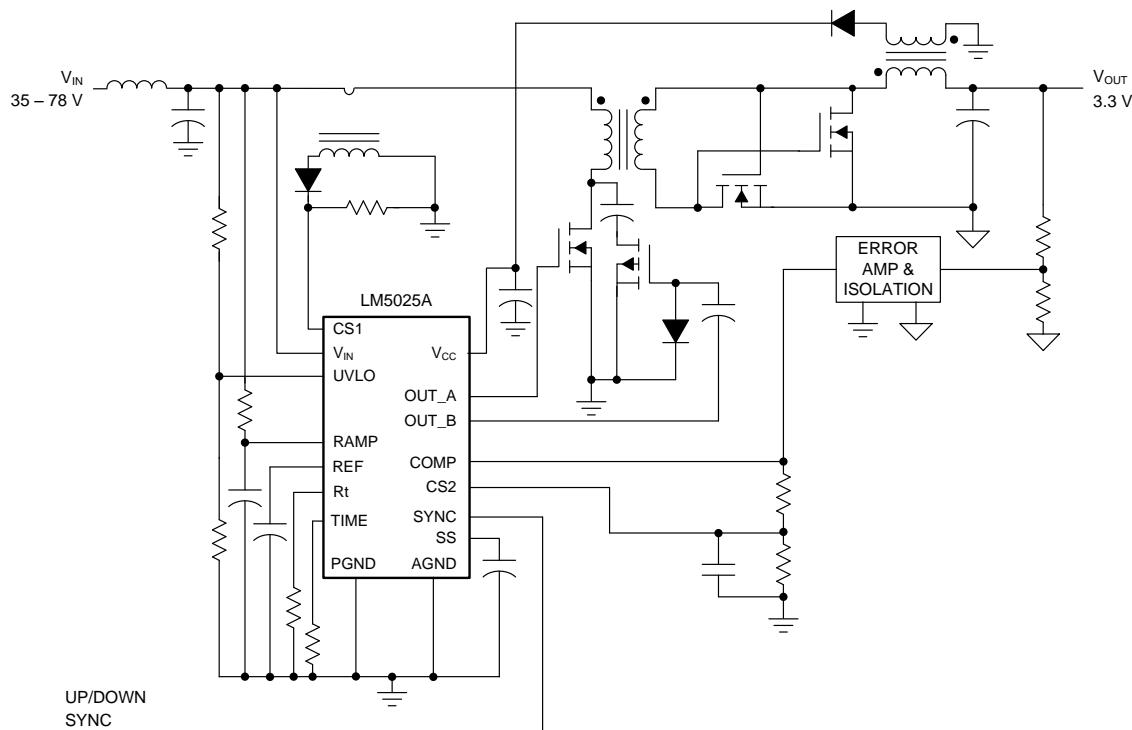 V_IN
35 – 78 V
V_OUT
3.3 V
ERROR
AMP &
ISOLATION
LM5025A
CS1
V_IN
UVLO
RAMP
REF
Rt
TIME
PGND
V_CC
OUT_A
OUT_B
COMP
CS2
SYNC
SS
AGND
UP/DOWN
SYNC